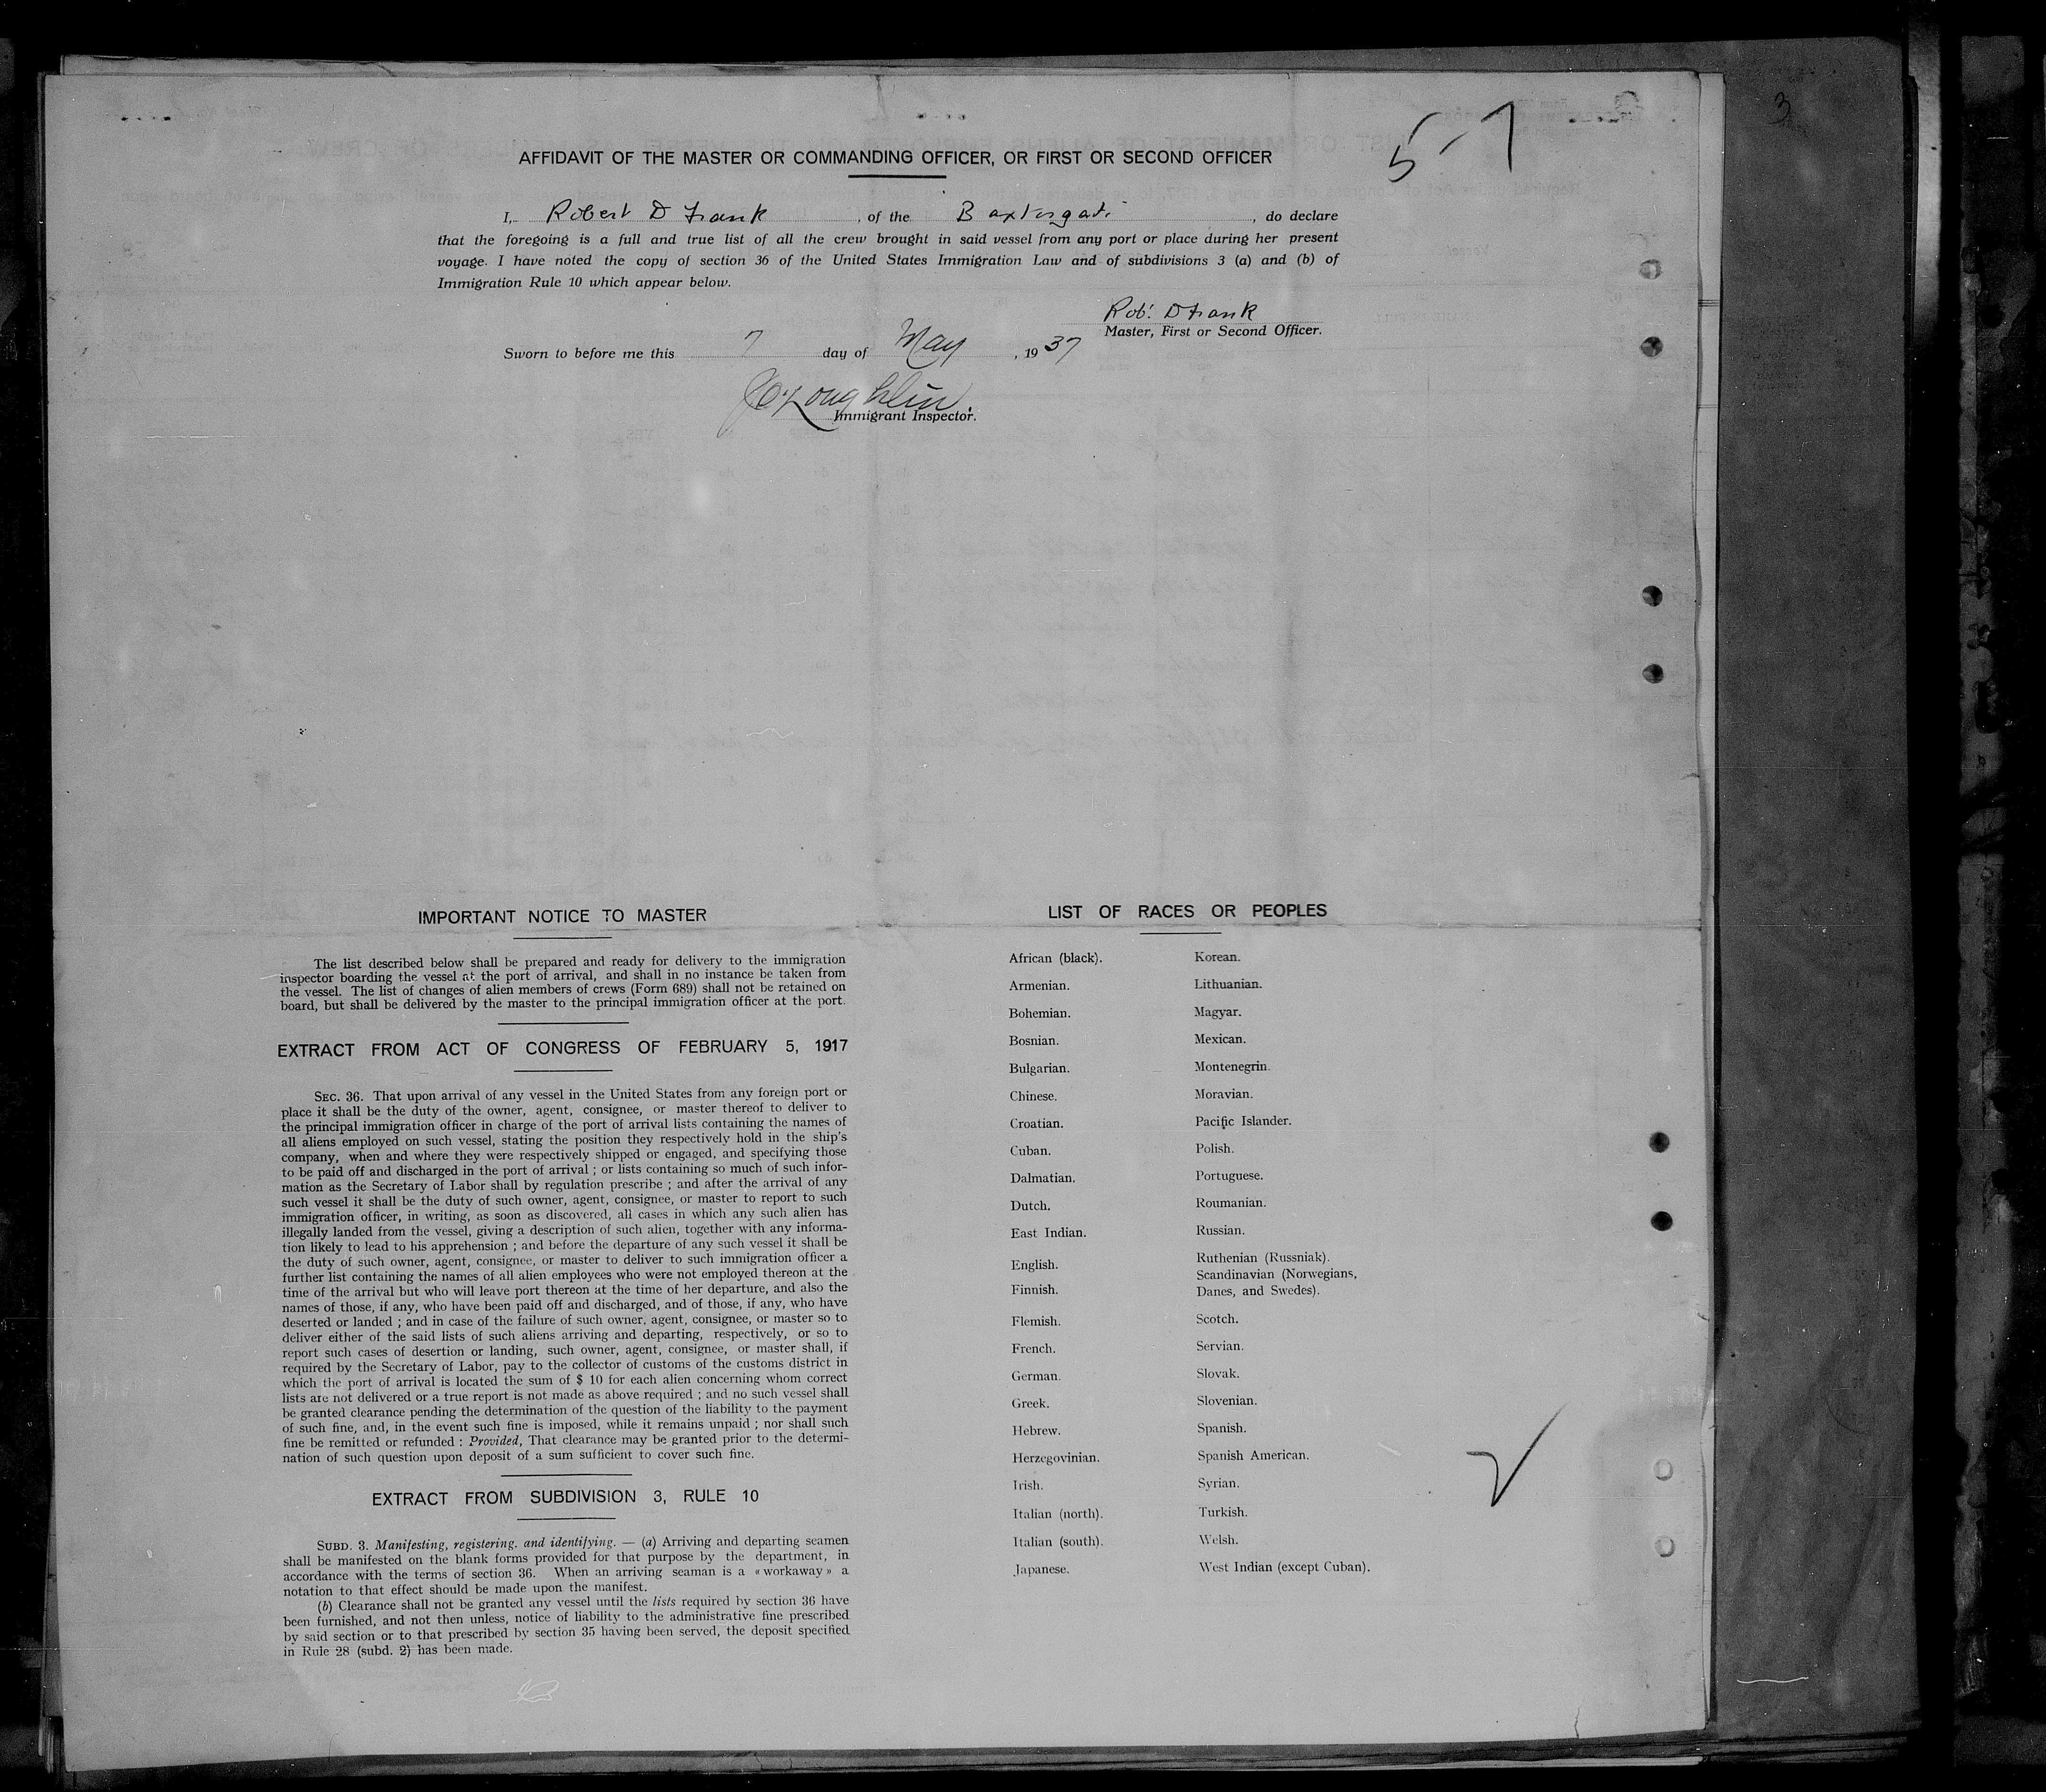 5-7
3
AFFIDAVIT OF THE MASTER OR COMMANDING OFFICER, OR FIRST OR SECOND OFFICER
I, Robert D Frank, of the Baxtergate, do declare
that the foregoing is a full and true list of all the crew brought in said vessel from any port or place during her present
voyage. I have noted the copy of section 36 of the United States Immigration Law and of subdivisions 3 (a) and (b) of
Immigration Rule 10 which appear below.
Robt. D Frank
Master, First or Second Officer.
Sworn to before me this 7 day of May, 1937
Loughlin.
Immigrant Inspector.
IMPORTANT NOTICE TO MASTER
The list described below shall be prepared and ready for delivery to the immigration
inspector boarding the vessel at the port of arrival, and shall in no instance be taken from
the vessel. The list of changes of alien members of crews (Form 689) shall not be retained on
board, but shall be delivered by the master to the principal immigration officer at the port.
EXTRACT FROM ACT OF CONGRESS OF FEBRUARY 5, 1917
SEC. 36. That upon arrival of any vessel in the United States from any foreign port or
place it shall be the duty of the owner, agent, consignee, or master thereof to deliver to
the principal immigration officer in charge of the port of arrival lists containing the names of
all aliens employed on such vessel, stating the position they respectively hold in the ship's
company, when and where they were respectively shipped or engaged, and specifying those
to be paid off and discharged in the port of arrival ; or lists containing so much of such infor-
mation as the Secretary of Labor shall by regulation prescribe ; and after the arrival of any
such vessel it shall be the duty of such owner, agent, consignee, or master to report to such
immigration officer, in writing, as soon as discovered, all cases in which any such alien has
illegally landed from the vessel, giving a description of such alien, together with any informa-
tion likely to lead to his apprehension ; and before the departure of any such vessel it shall be
the duty of such owner, agent, consignee, or master to deliver to such immigration officer a
further list containing the names of all alien employees who were not employed thereon at the
time of the arrival but who will leave port thereon at the time of her departure, and also the
names of those, if any, who have been paid off and discharged, and of those, if any, who have
deserted or landed ; and in case of the failure of such owner, agent, consignee, or master so to
deliver either of the said lists of such aliens arriving and departing, respectively, or so to
report such cases of desertion or landing, such owner, agent, consignee, or master shall, if
required by the Secretary of Labor, pay to the collector of customs of the customs district in
which the port of arrival is located the sum of $ 10 for each alien concerning whom correct
lists are not delivered or a true report is not made as above required ; and no such vessel shall
be granted clearance pending the determination of the question of the liability to the payment
of such fine, and, in the event such fine is imposed, while it remains unpaid ; nor shall such
fine be remitted or refunded : Provided, That clearance may be granted prior to the determi-
nation of such question upon deposit of a sum sufficient to cover such fine.
EXTRACT FROM SUBDIVISION 3, RULE 10
SUBD. 3. Manifesting, registering. and identifying. — (a) Arriving and departing seamen
shall be manifested on the blank forms provided for that purpose by the department, in
accordance with the terms of section 36. When an arriving seaman is a «workaway» a
notation to that effect should be made upon the manifest.
(b) Clearance shall not be granted any vessel until the lists required by section 36 have
been furnished, and not then unless, notice of liability to the administrative fine prescribed
by said section or to that prescribed by section 35 having been served, the deposit specified
in Rule 28 (subd. 2) has been made.
LIST OF RACES OR PEOPLES
African (black).
Armenian.
Bohemian.
Bosnian.
Bulgarian.
Chinese.
Croatian.
Cuban.
Dalmatian.
Dutch.
East Indian.
English.
Finnish.
Flemish.
French.
German.
Greek.
Hebrew.
Herzegovinian.
Irish.
Italian (north).
Italian (south).
Japanese.
Korean.
Lithuanian.
Magyar.
Mexican.
Montenegrin.
Moravian.
Pacific Islander.
Polish.
Portuguese.
Roumanian.
Russian.
Ruthenian (Russniak).
Scandinavian (Norwegians,
Danes, and Swedes).
Scotch.
Servian.
Slovak.
Slovenian.
Spanish.
Spanish American.
Syrian.
Turkish.
Welsh.
West Indian (except Cuban).